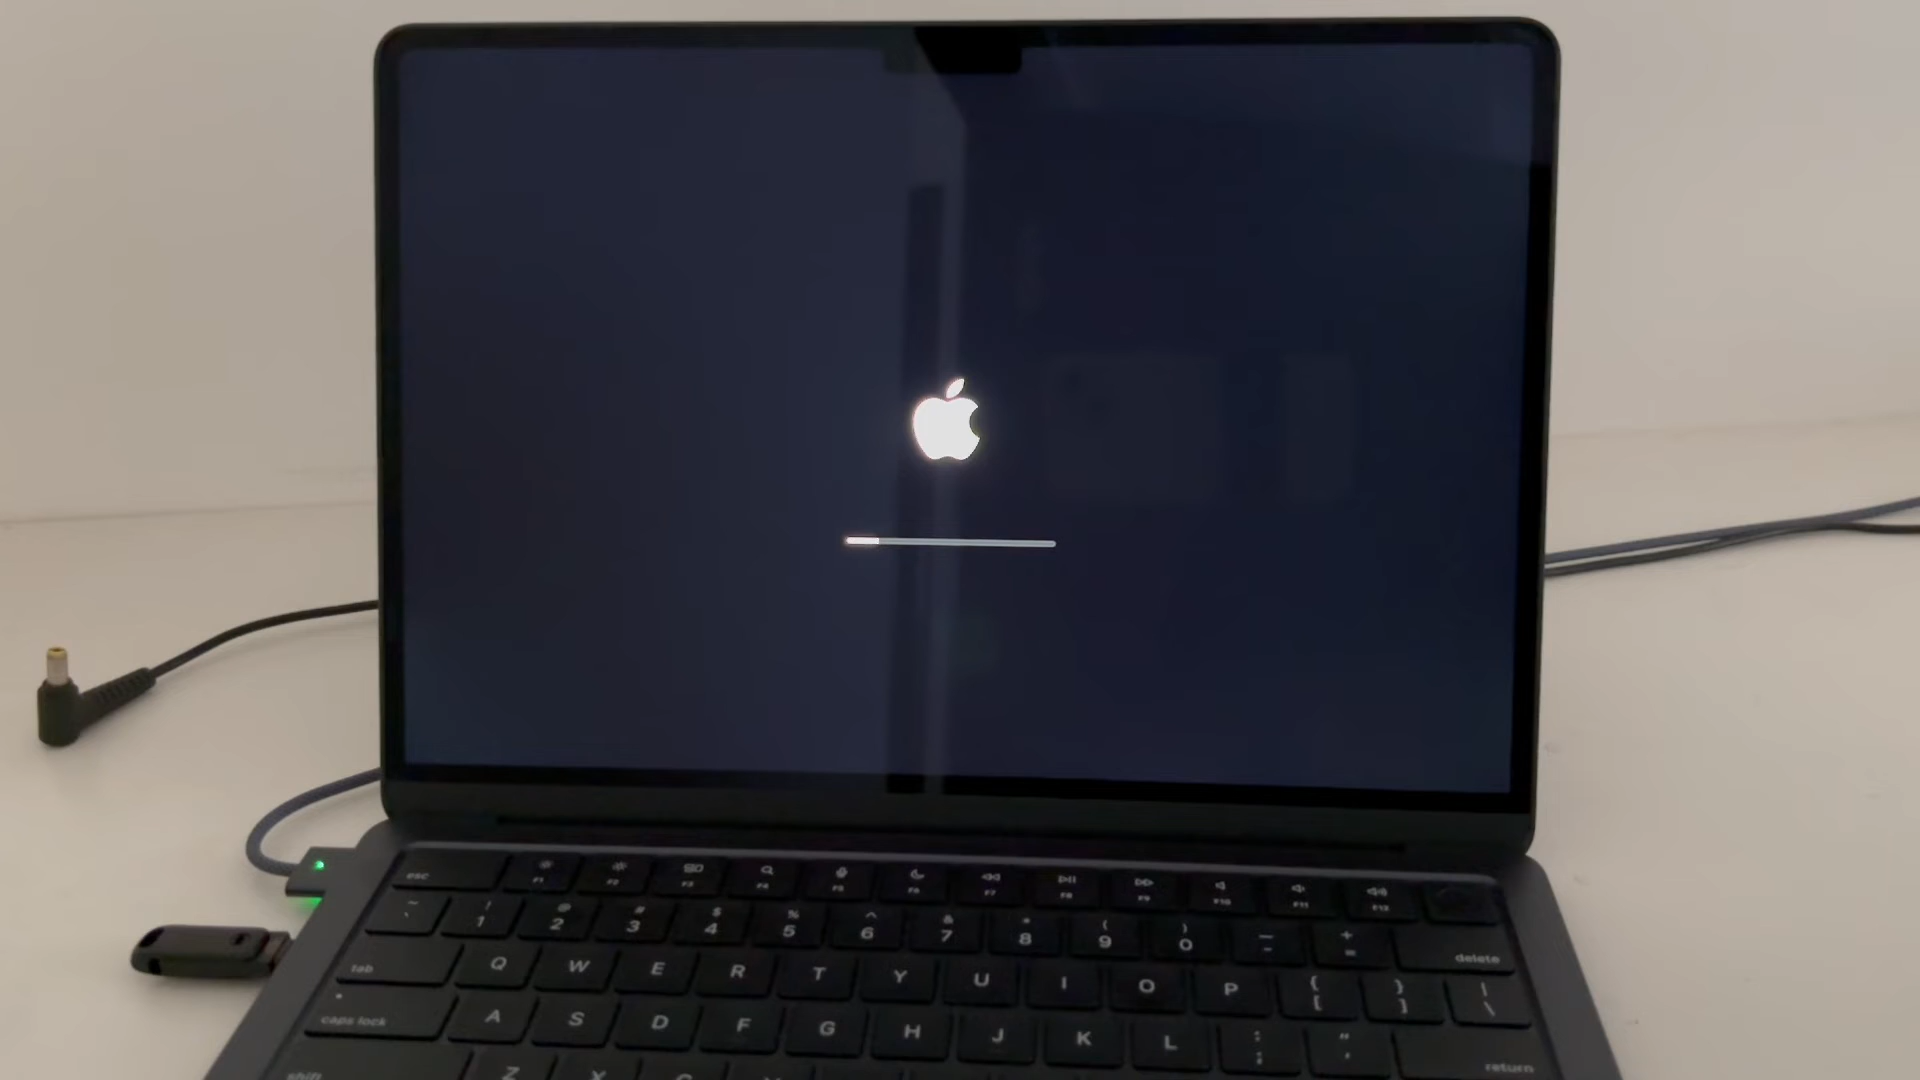 esc F1 F2 F3 F4 F5 F6 F7 F8 F9 F10 F11 F12
~ ! @ # $ % ^ & * ( ) _ +
` 1 2 3 4 5 6 7 8 9 0 - = delete
tab Q W E R T Y U I O P { [ } ] | \
caps lock A S D F G H J K L : ; " ' return
shift Z X